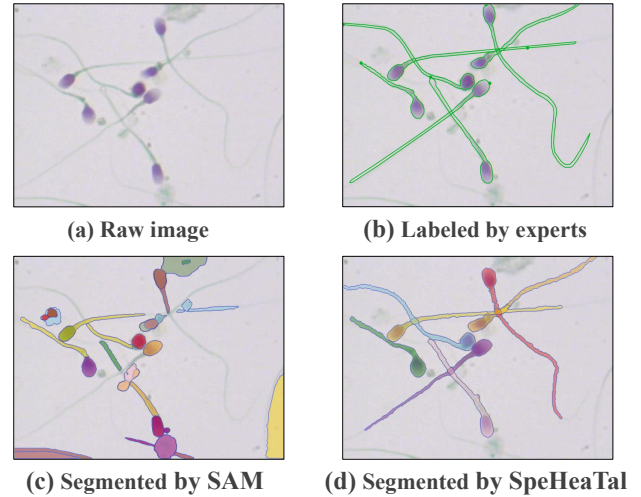 (a) Raw image
(b) Labeled by experts
(c) Segmented by SAM
(d) Segmented by SpeHeaTal